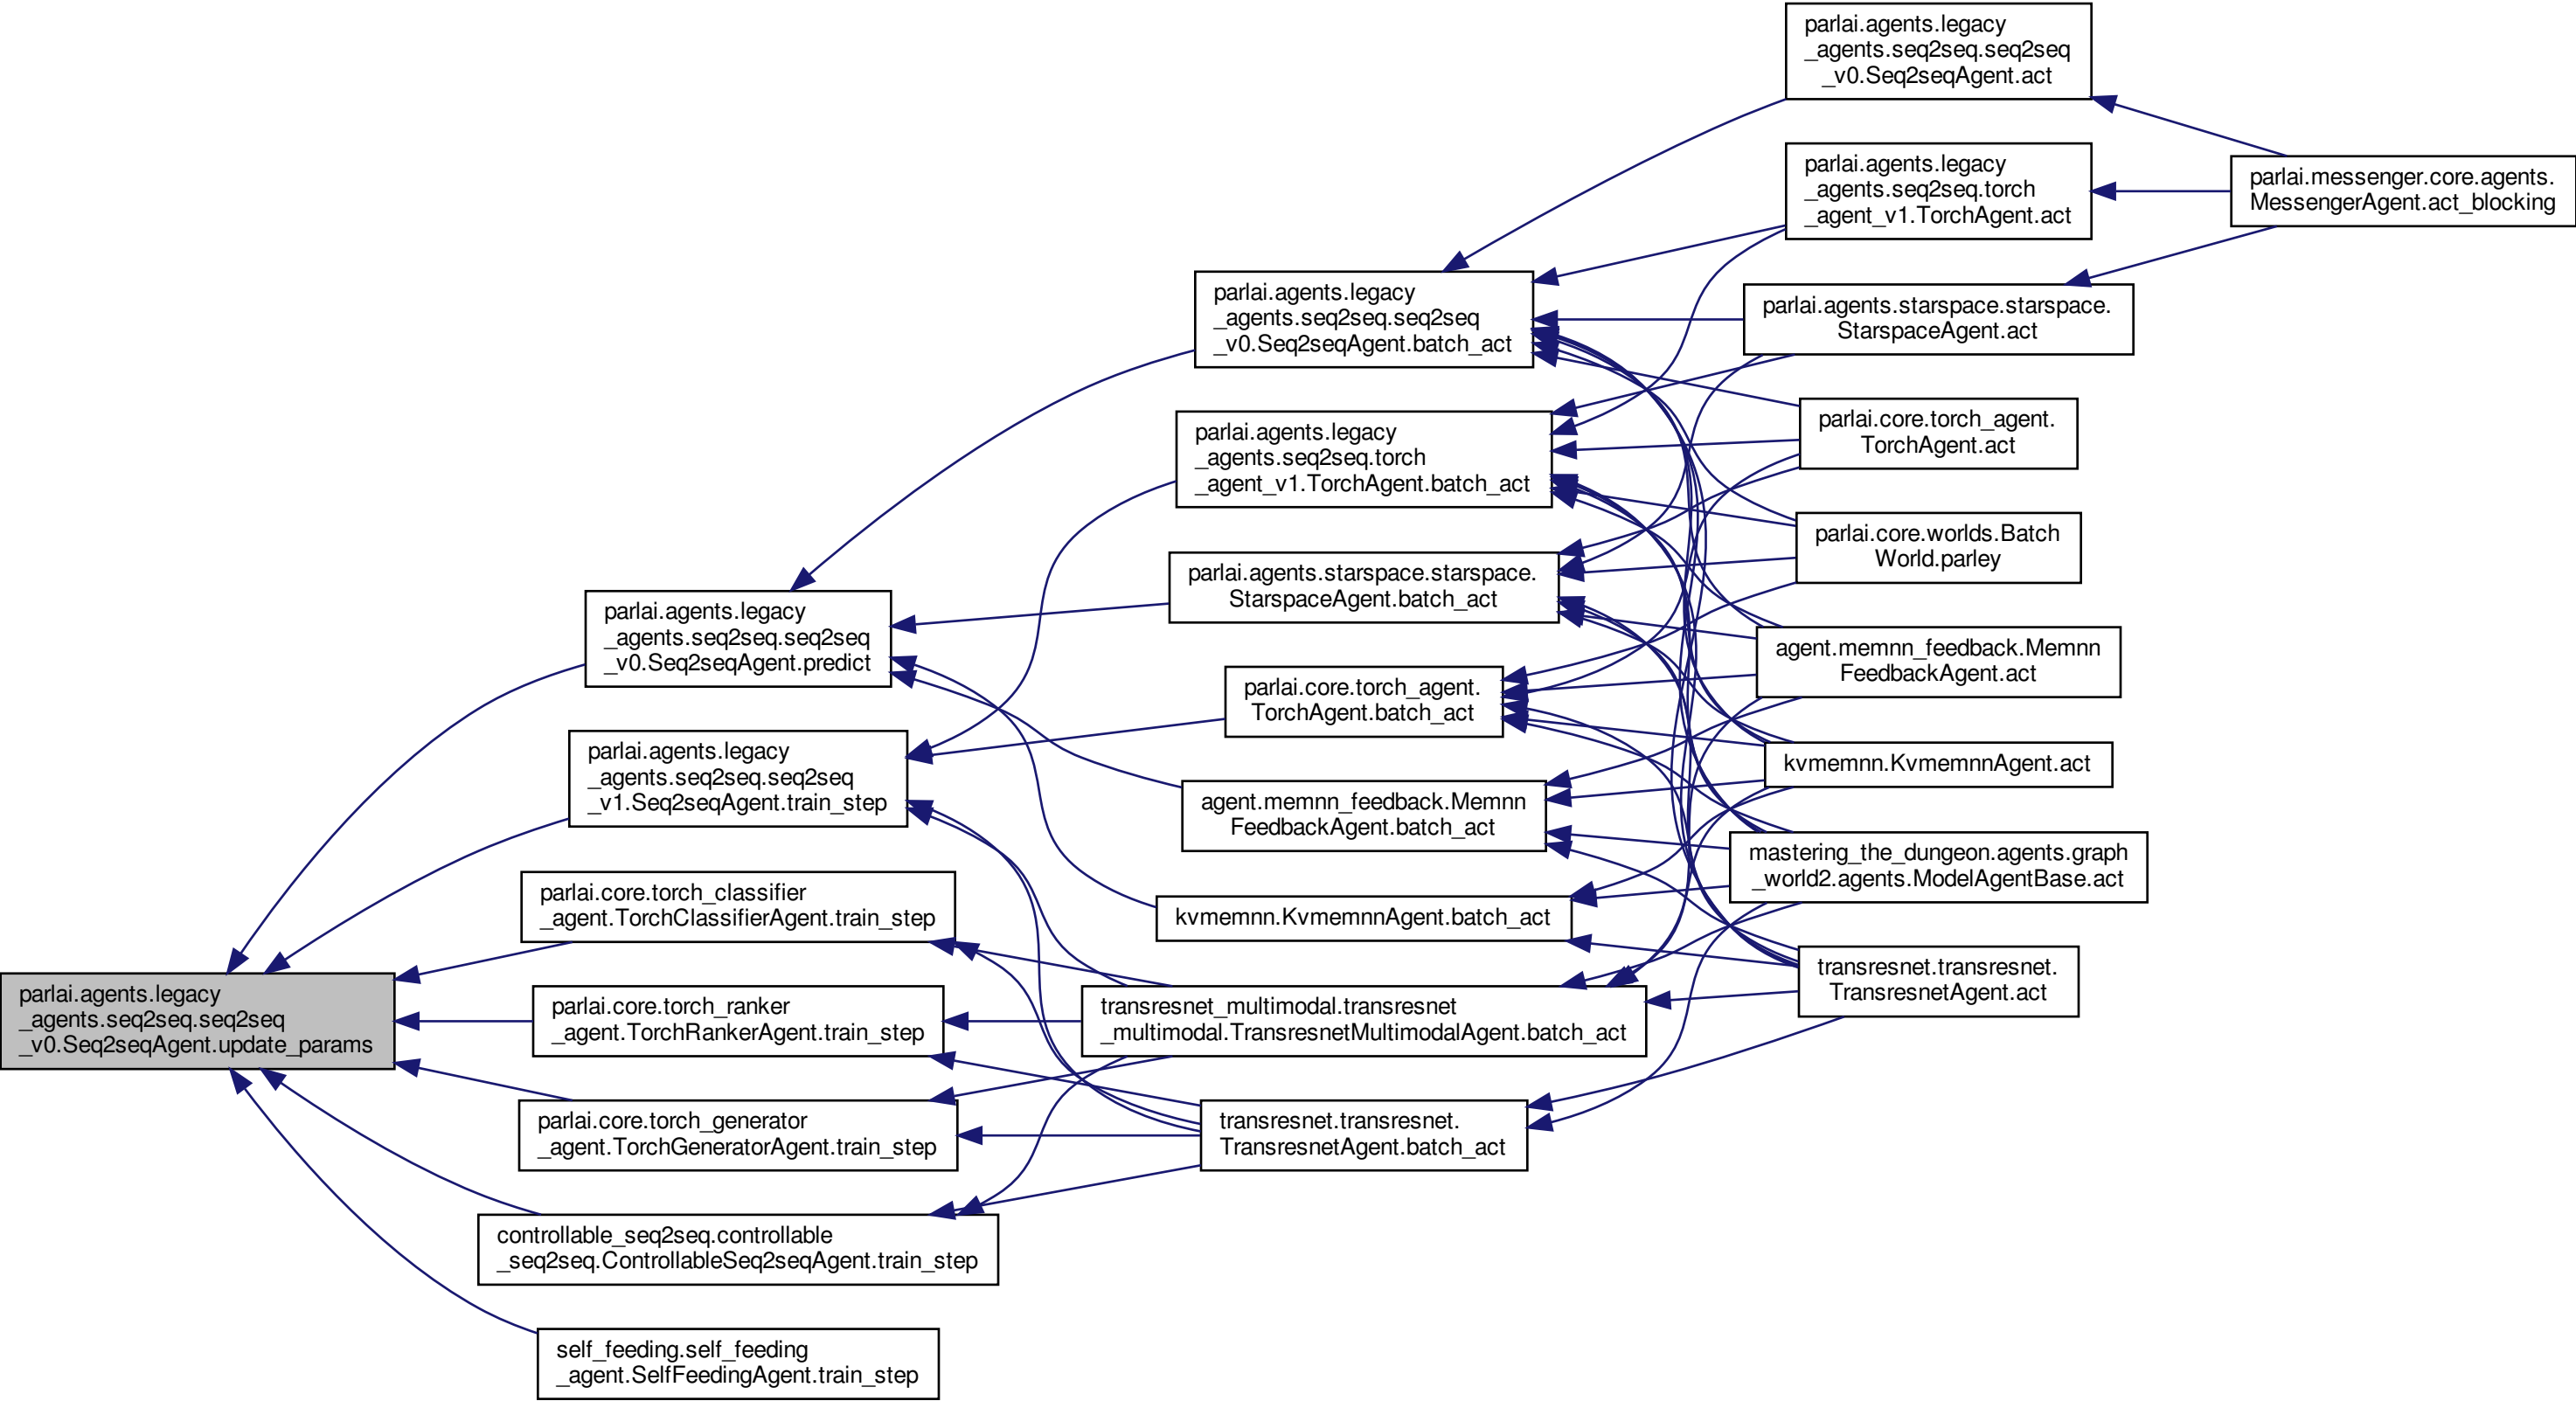 parlai.agents.legacy
_agents.seq2seq.seq2seq
_v0.Seq2seqAgent.update_params
parlai.agents.legacy
_agents.seq2seq.seq2seq
_v0.Seq2seqAgent.predict
parlai.agents.legacy
_agents.seq2seq.seq2seq
_v1.Seq2seqAgent.train_step
parlai.core.torch_classifier
_agent.TorchClassifierAgent.train_step
parlai.core.torch_ranker
_agent.TorchRankerAgent.train_step
parlai.core.torch_generator
_agent.TorchGeneratorAgent.train_step
controllable_seq2seq.controllable
_seq2seq.ControllableSeq2seqAgent.train_step
self_feeding.self_feeding
_agent.SelfFeedingAgent.train_step
parlai.agents.legacy
_agents.seq2seq.seq2seq
_v0.Seq2seqAgent.batch_act
parlai.agents.legacy
_agents.seq2seq.torch
_agent_v1.TorchAgent.batch_act
parlai.agents.starspace.starspace.
StarspaceAgent.batch_act
parlai.core.torch_agent.
TorchAgent.batch_act
agent.memnn_feedback.Memnn
FeedbackAgent.batch_act
kvmemnn.KvmemnnAgent.batch_act
transresnet_multimodal.transresnet
_multimodal.TransresnetMultimodalAgent.batch_act
transresnet.transresnet.
TransresnetAgent.batch_act
parlai.agents.legacy
_agents.seq2seq.seq2seq
_v0.Seq2seqAgent.act
parlai.agents.legacy
_agents.seq2seq.torch
_agent_v1.TorchAgent.act
parlai.agents.starspace.starspace.
StarspaceAgent.act
parlai.core.torch_agent.
TorchAgent.act
parlai.core.worlds.Batch
World.parley
agent.memnn_feedback.Memnn
FeedbackAgent.act
kvmemnn.KvmemnnAgent.act
mastering_the_dungeon.agents.graph
_world2.agents.ModelAgentBase.act
transresnet.transresnet.
TransresnetAgent.act
parlai.messenger.core.agents.
MessengerAgent.act_blocking